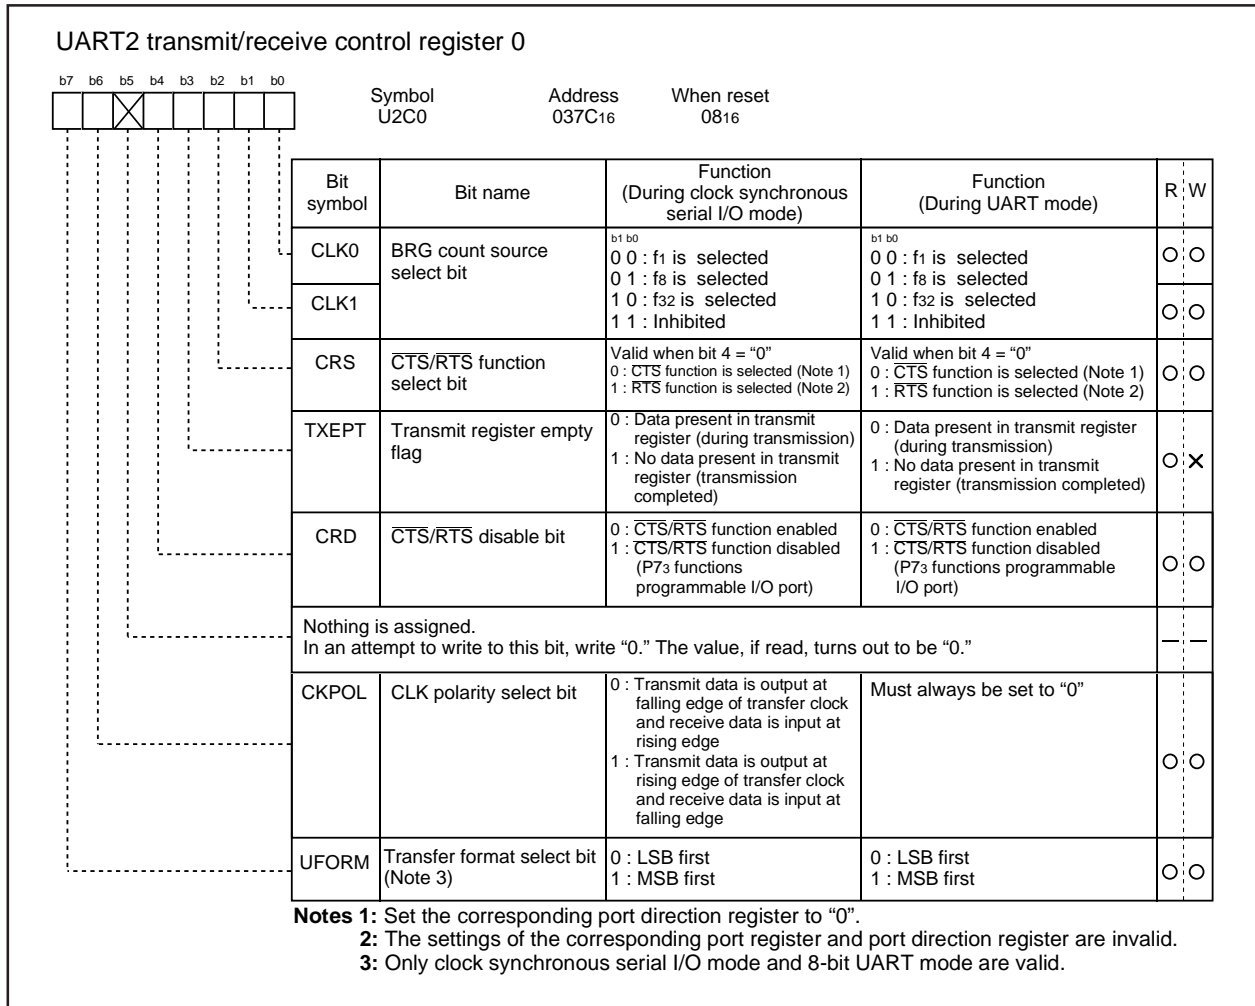 UART2 transmit/receive control register 0
b7 b6 b5 b4 b3 b2 b1 b0
Symbol Address When reset
U2C0 037C16 0816
Bit symbol
Bit name
Function
(During clock synchronous
serial I/O mode)
Function
(During UART mode)
R W
CLK0
CLK1
BRG count source
select bit
b1 b0
0 0 : f1 is selected
0 1 : f8 is selected
1 0 : f32 is selected
1 1 : Inhibited
b1 b0
0 0 : f1 is selected
0 1 : f8 is selected
1 0 : f32 is selected
1 1 : Inhibited
CRS
CTS/RTS function
select bit
Valid when bit 4 = “0”
0 : CTS function is selected (Note 1)
1 : RTS function is selected (Note 2)
Valid when bit 4 = “0”
0 : CTS function is selected (Note 1)
1 : RTS function is selected (Note 2)
TXEPT
Transmit register empty
flag
0 : Data present in transmit
register (during transmission)
1 : No data present in transmit
register (transmission
completed)
0 : Data present in transmit register
(during transmission)
1 : No data present in transmit
register (transmission completed)
CRD
CTS/RTS disable bit
0 : CTS/RTS function enabled
1 : CTS/RTS function disabled
(P73 functions
programmable I/O port)
0 : CTS/RTS function enabled
1 : CTS/RTS function disabled
(P73 functions programmable
I/O port)
Nothing is assigned.
In an attempt to write to this bit, write “0.” The value, if read, turns out to be “0.”
CKPOL
CLK polarity select bit
0 : Transmit data is output at
falling edge of transfer clock
and receive data is input at
rising edge
1 : Transmit data is output at
rising edge of transfer clock
and receive data is input at
falling edge
Must always be set to “0”
UFORM
Transfer format select bit
(Note 3)
0 : LSB first
1 : MSB first
0 : LSB first
1 : MSB first
Notes 1: Set the corresponding port direction register to “0”.
2: The settings of the corresponding port register and port direction register are invalid.
3: Only clock synchronous serial I/O mode and 8-bit UART mode are valid.